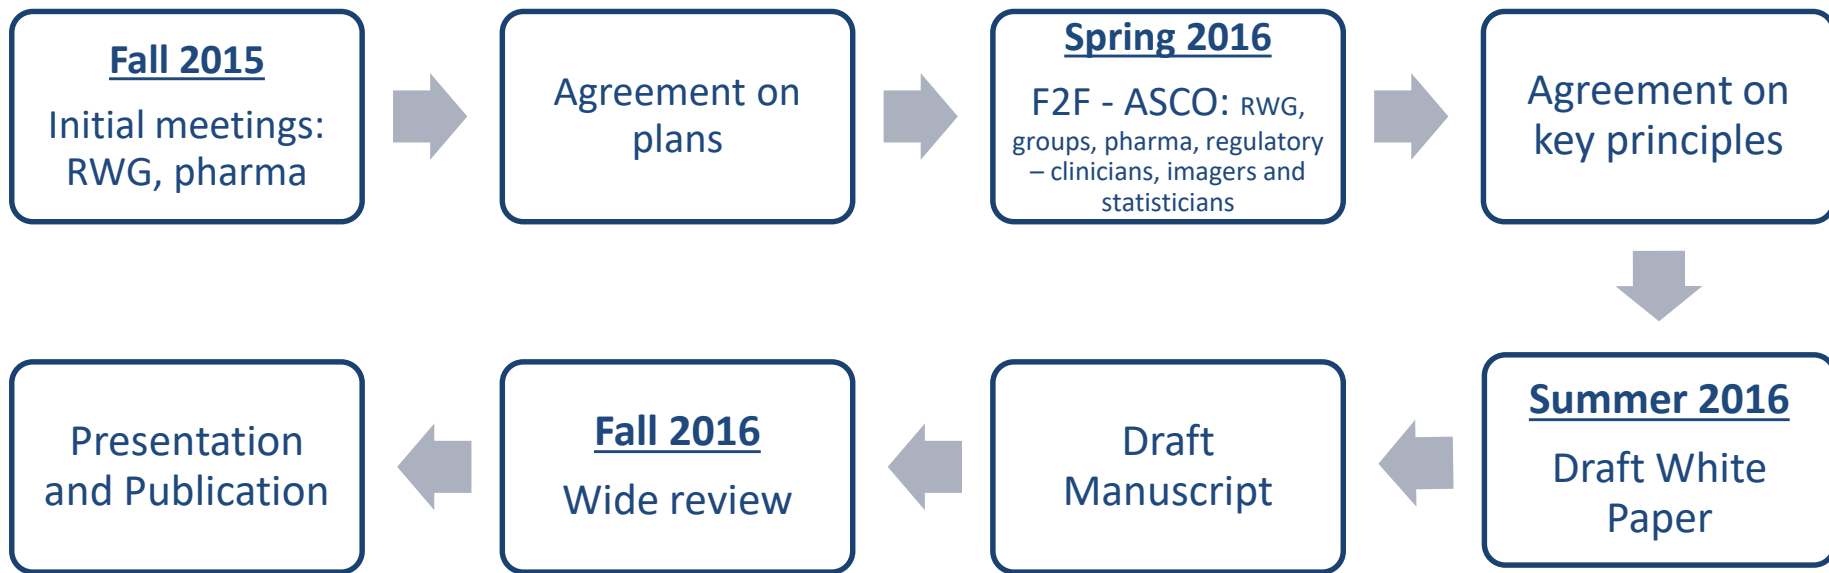 Fall 2015
Initial meetings:
RWG, pharma
Agreement on
plans
Spring 2016
F2F - ASCO: RWG,
groups, pharma, regulatory
– clinicians, imagers and
statisticians
Agreement on
key principles
Summer 2016
Draft White
Paper
Draft
Manuscript
Fall 2016
Wide review
Presentation
and Publication